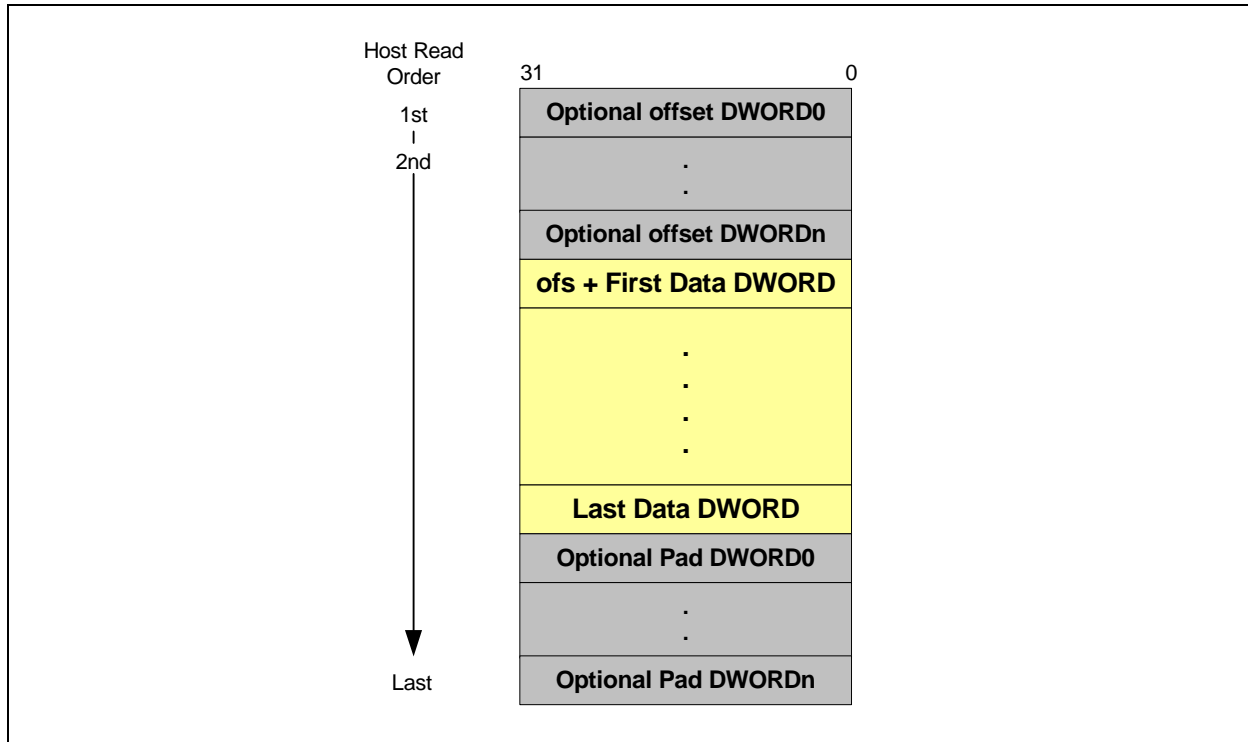 Host Read
Order
31
0
1st
2nd
Last
Optional offset DWORD0
.
.
Optional offset DWORDn
ofs + First Data DWORD
.
.
.
.
Last Data DWORD
Optional Pad DWORD0
.
.
Optional Pad DWORDn